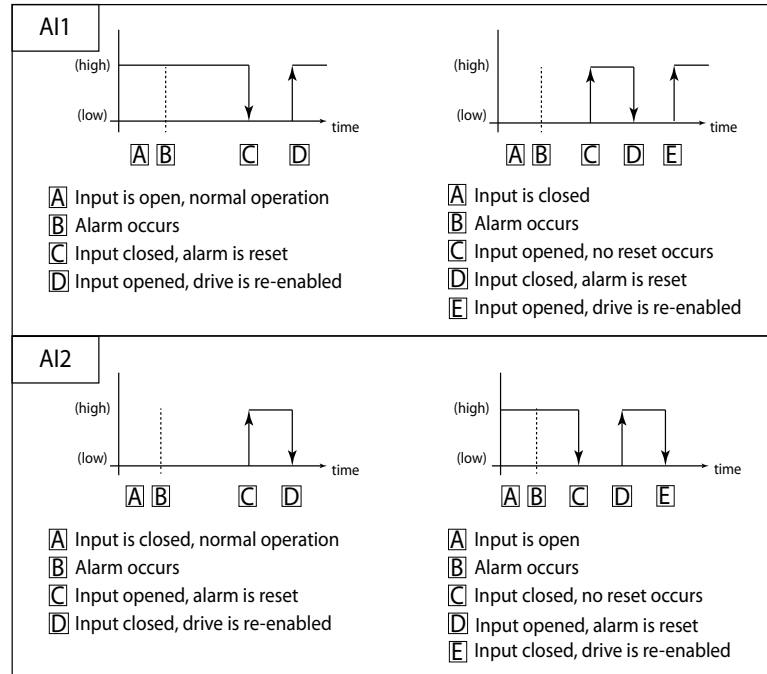 AI1
(high)
(low)
time
A B C D
A Input is open, normal operation
B Alarm occurs
C Input closed, alarm is reset
D Input opened, drive is re-enabled
(high)
(low)
time
A B C D E
A Input is closed
B Alarm occurs
C Input opened, no reset occurs
D Input closed, alarm is reset
E Input opened, drive is re-enabled
AI2
(high)
(low)
time
A B C D
A Input is closed, normal operation
B Alarm occurs
C Input opened, alarm is reset
D Input closed, drive is re-enabled
(high)
(low)
time
A B C D E
A Input is open
B Alarm occurs
C Input closed, no reset occurs
D Input opened, alarm is reset
E Input closed, drive is re-enabled